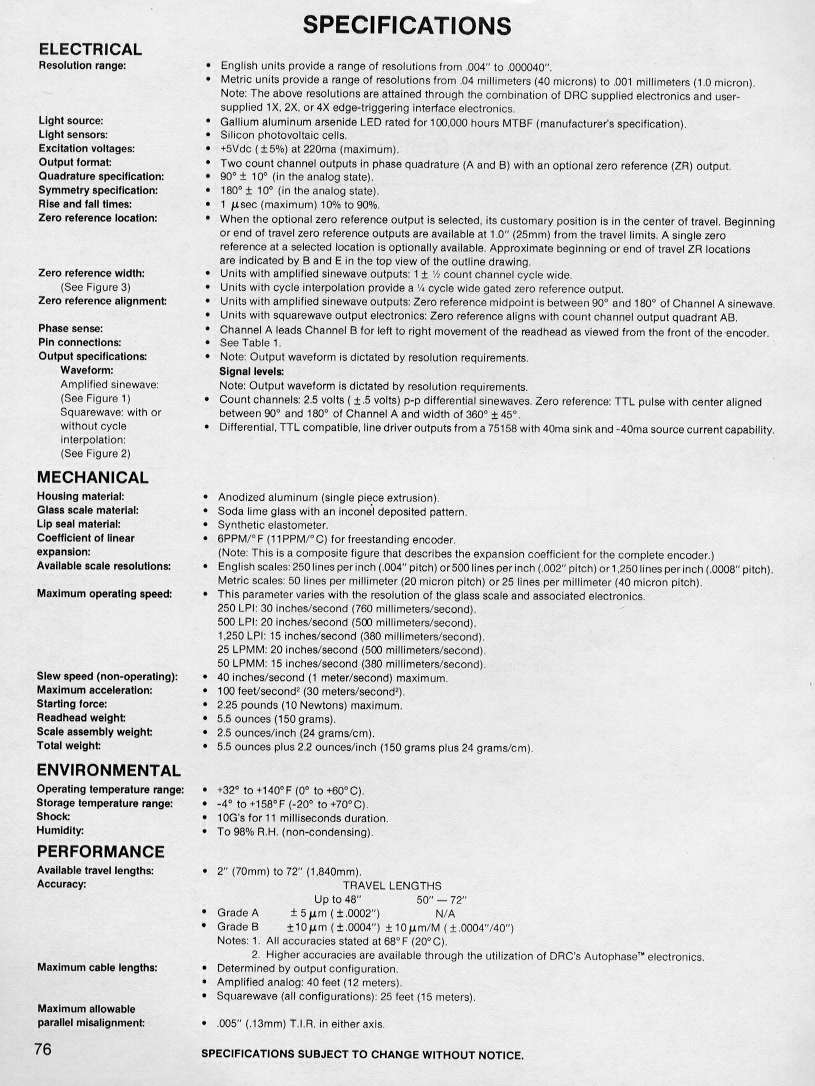 SPECIFICATIONS
ELECTRICAL
Resolution range: • English units provide a range of resolutions from .004" to .000040".
• Metric units provide a range of resolutions from .04 millimeters (40 microns) to .001 millimeters (1.0 micron).
Note: The above resolutions are attained through the combination of DRC supplied electronics and user-
supplied 1X, 2X, or 4X edge-triggering interface electronics.
Light source: • Gallium aluminum arsenide LED rated for 100,000 hours MTBF (manufacturer's specification).
Light sensors: • Silicon photovoltaic cells.
Excitation voltages: • +5Vdc (±5%) at 220ma (maximum).
Output format: • Two count channel outputs in phase quadrature (A and B) with an optional zero reference (ZR) output.
Quadrature specification: • 90° ± 10° (in the analog state).
Symmetry specification: • 180° ± 10° (in the analog state).
Rise and fall times: • 1 μsec (maximum) 10% to 90%.
Zero reference location: • When the optional zero reference output is selected, its customary position is in the center of travel. Beginning
or end of travel zero reference outputs are available at 1.0" (25mm) from the travel limits. A single zero
reference at a selected location is optionally available. Approximate beginning or end of travel ZR locations
are indicated by B and E in the top view of the outline drawing.
Zero reference width: • Units with amplified sinewave outputs: 1 ± ½ count channel cycle wide.
(See Figure 3) • Units with cycle interpolation provide a ¼ cycle wide gated zero reference output.
Zero reference alignment: • Units with amplified sinewave outputs: Zero reference midpoint is between 90° and 180° of Channel A sinewave.
• Units with squarewave output electronics: Zero reference aligns with count channel output quadrant AB.
Phase sense: • Channel A leads Channel B for left to right movement of the readhead as viewed from the front of the encoder.
Pin connections: • See Table 1.
Output specifications: • Note: Output waveform is dictated by resolution requirements.
Waveform: Signal levels:
Amplified sinewave: Note: Output waveform is dictated by resolution requirements.
(See Figure 1) • Count channels: 2.5 volts (±.5 volts) p-p differential sinewaves. Zero reference: TTL pulse with center aligned
Squarewave: with or between 90° and 180° of Channel A and width of 360° ± 45°.
without cycle • Differential, TTL compatible, line driver outputs from a 75158 with 40ma sink and -40ma source current capability.
interpolation:
(See Figure 2)
MECHANICAL
Housing material: • Anodized aluminum (single piece extrusion).
Glass scale material: • Soda lime glass with an inconel deposited pattern.
Lip seal material: • Synthetic elastometer.
Coefficient of linear • 6PPM/°F (11PPM/°C) for freestanding encoder.
expansion: (Note: This is a composite figure that describes the expansion coefficient for the complete encoder.)
Available scale resolutions: • English scales: 250 lines per inch (.004" pitch) or 500 lines per inch (.002" pitch) or 1,250 lines per inch (.0008" pitch).
Metric scales: 50 lines per millimeter (20 micron pitch) or 25 lines per millimeter (40 micron pitch).
Maximum operating speed: • This parameter varies with the resolution of the glass scale and associated electronics.
250 LPI: 30 inches/second (760 millimeters/second).
500 LPI: 20 inches/second (500 millimeters/second).
1,250 LPI: 15 inches/second (380 millimeters/second).
25 LPMM: 20 inches/second (500 millimeters/second).
50 LPMM: 15 inches/second (380 millimeters/second).
Slew speed (non-operating): • 40 inches/second (1 meter/second) maximum.
Maximum acceleration: • 100 feet/second² (30 meters/second²).
Starting force: • 2.25 pounds (10 Newtons) maximum.
Readhead weight: • 5.5 ounces (150 grams).
Scale assembly weight: • 2.5 ounces/inch (24 grams/cm).
Total weight: • 5.5 ounces plus 2.2 ounces/inch (150 grams plus 24 grams/cm).
ENVIRONMENTAL
Operating temperature range: • +32° to +140°F (0° to +60°C).
Storage temperature range: • -4° to +158°F (-20° to +70°C).
Shock: • 10G's for 11 milliseconds duration.
Humidity: • To 98% R.H. (non-condensing).
PERFORMANCE
Available travel lengths: • 2" (70mm) to 72" (1,840mm).
Accuracy: TRAVEL LENGTHS
Up to 48" 50" — 72"
• Grade A ± 5 μm (±.0002") N/A
• Grade B ±10 μm (±.0004") ±10 μm/M (±.0004"/40")
Notes: 1. All accuracies stated at 68°F (20°C).
2. Higher accuracies are available through the utilization of DRC's Autophase™ electronics.
Maximum cable lengths: • Determined by output configuration.
• Amplified analog: 40 feet (12 meters).
• Squarewave (all configurations): 25 feet (15 meters).
Maximum allowable
parallel misalignment: • .005" (.13mm) T.I.R. in either axis.
76
SPECIFICATIONS SUBJECT TO CHANGE WITHOUT NOTICE.